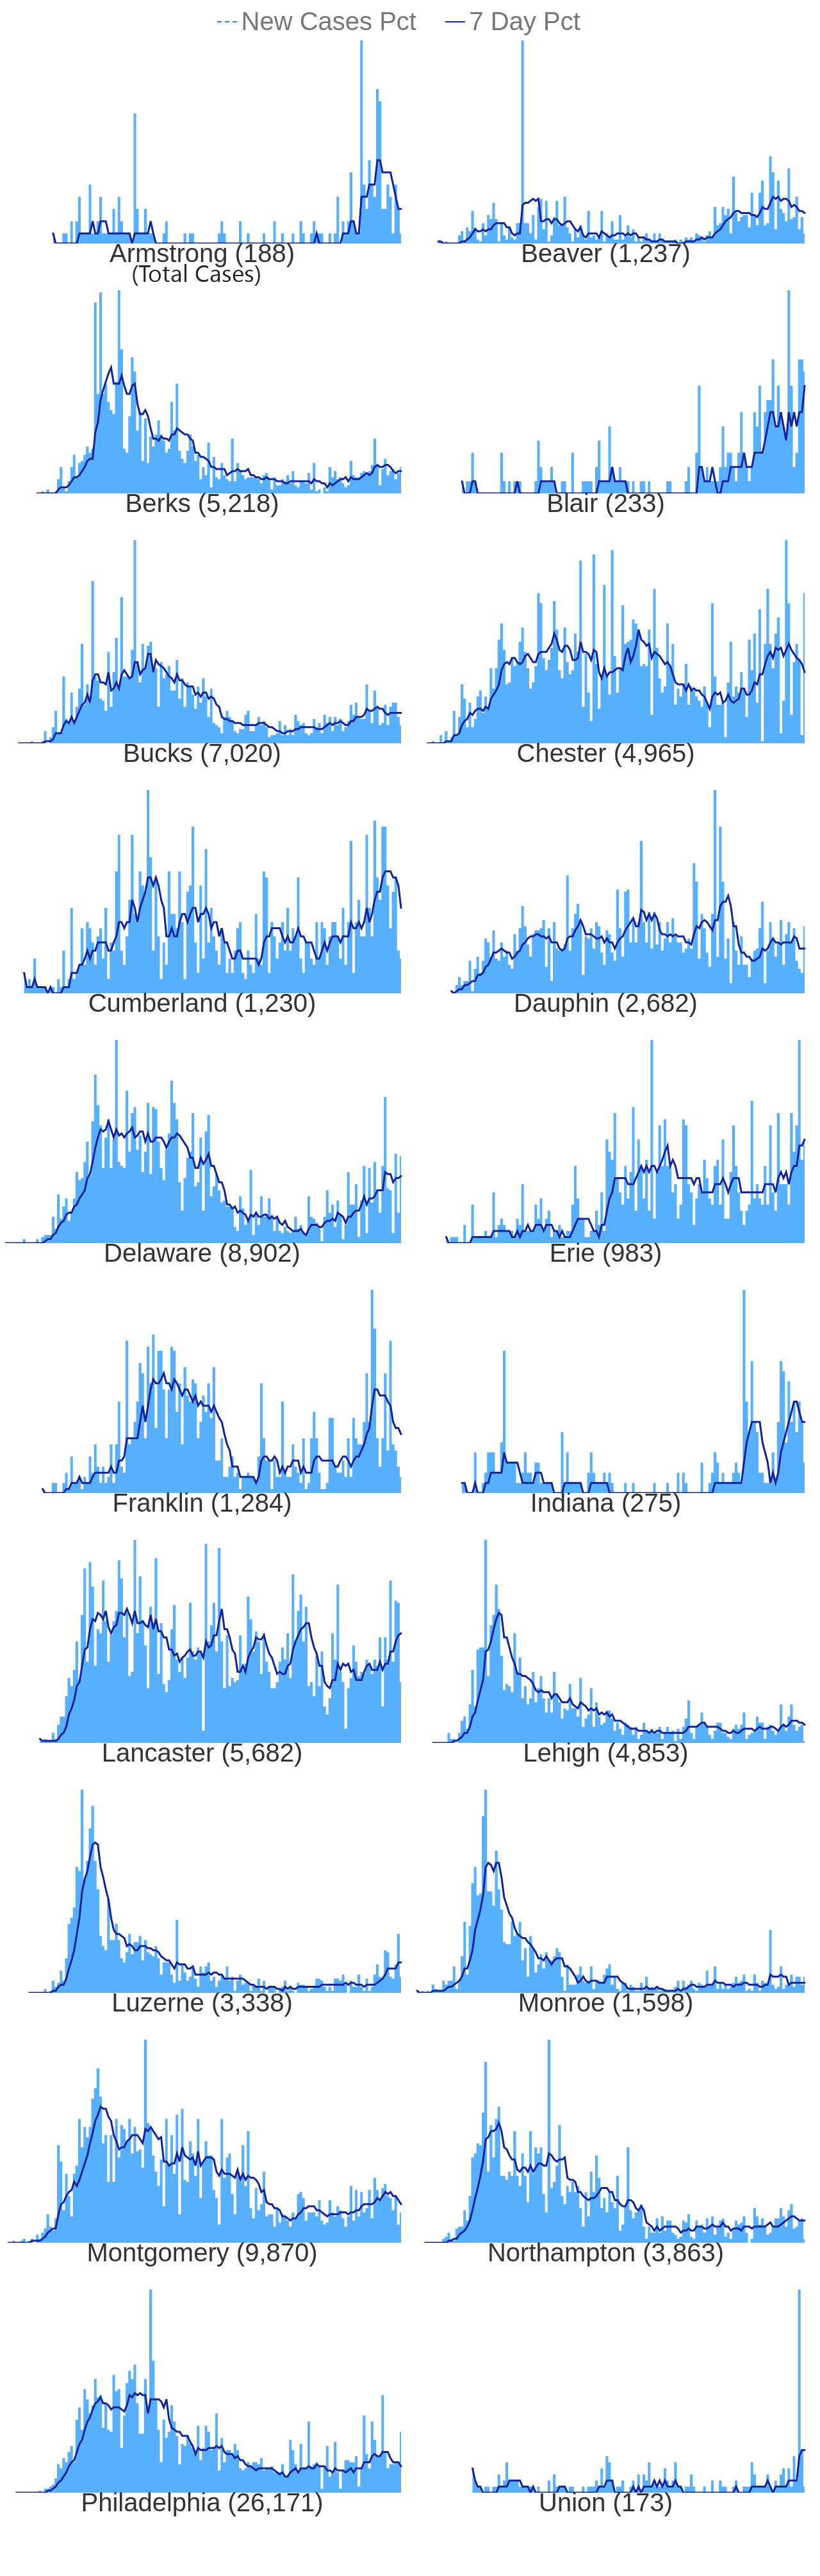 New Cases Pct 7 Day Pct
Armstrong (188) Beaver (1,237)
(Total Cases)
Berks (5,218) Blair (233)
Bucks (7,020) Chester (4,965)
Cumberland (1,230) Dauphin (2,682)
Delaware (8,902) Erie (983)
Franklin (1,284) Indiana (275)
Lancaster (5,682) Lehigh (4,853)
Luzerne (3,338) Monroe (1,598)
Montgomery (9,870) Northampton (3,863)
Philadelphia (26,171) Union (173)